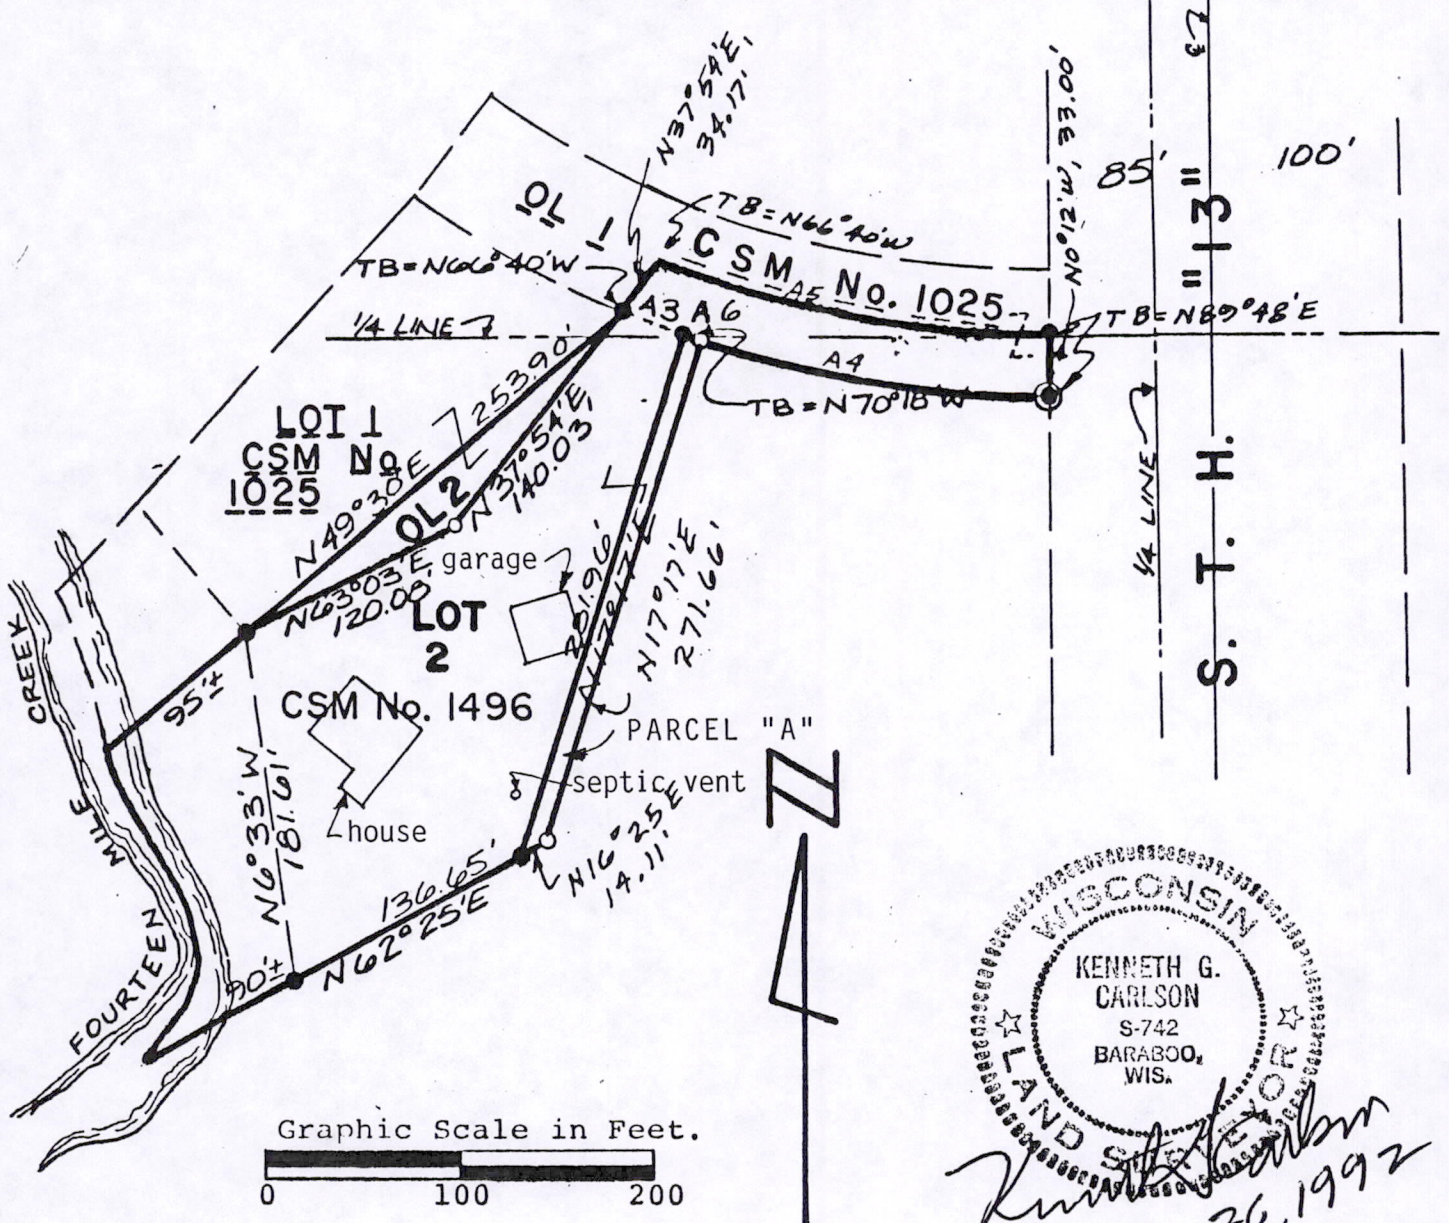 N37°54'E,
34.17'
N0°12'W, 33.00'
85'
100'
"13"
S. T. H.
OL 1
TB=N66°40'W
CSM No. 1025
TB=N66°40'W
A5
A3 A6
TB=N89°48'E
1/4 LINE
A4
TB=N70°18'W
253.90'
N49°30'E
LOT 1
CSM No.
1025
OL 2
N37°54'E,
140.03'
1/4 LINE
N63°03'E
120.08'
garage
LOT
2
N17°17'E
271.66'
CREEK
95'±
CSM No. 1496
PARCEL "A"
septic vent
N
N6°33'W
181.61'
house
MILE
N16°25'E
14.11'
136.65'
N62°25'E
FOURTEEN
90'±
WISCONSIN
KENNETH G.
CARLSON
S-742
BARABOO,
WIS.
LAND SURVEYOR
Graphic Scale in Feet.
0 100 200
26, 1992